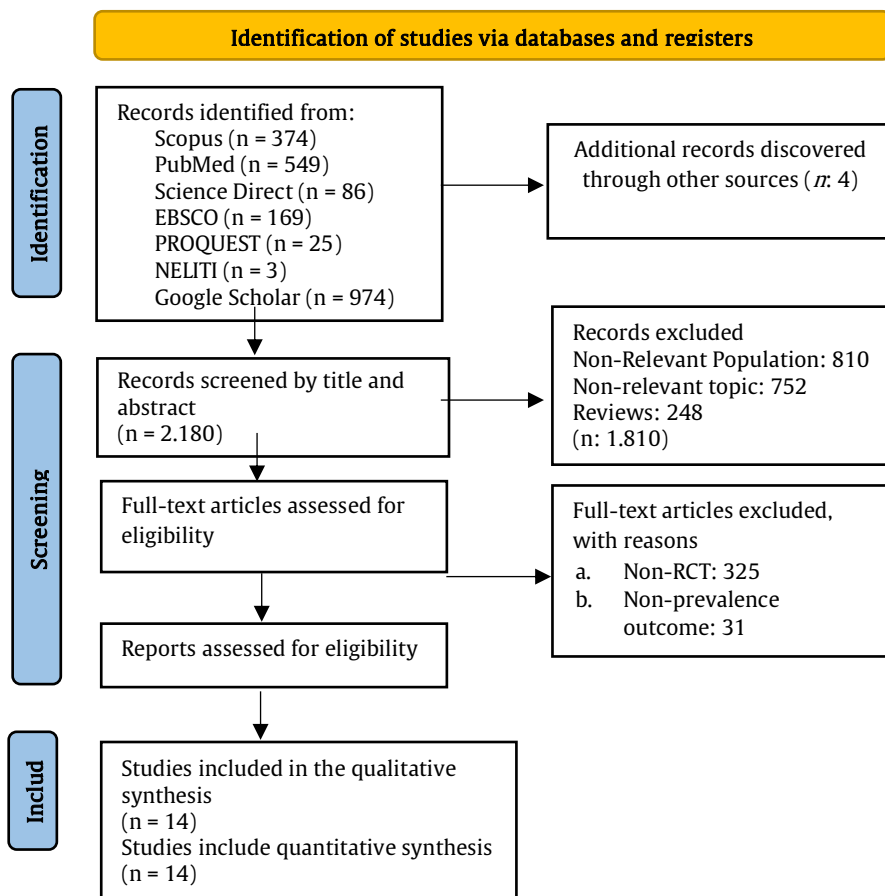 Identification of studies via databases and registers
Identification
Records identified from:
Scopus (n = 374)
PubMed (n = 549)
Science Direct (n = 86)
EBSCO (n = 169)
PROQUEST (n = 25)
NELITI (n = 3)
Google Scholar (n = 974)
Additional records discovered
through other sources (n: 4)
Screening
Records screened by title and
abstract
(n = 2.180)
Records excluded
Non-Relevant Population: 810
Non-relevant topic: 752
Reviews: 248
(n: 1.810)
Full-text articles assessed for
eligibility
Full-text articles excluded,
with reasons
a. Non-RCT: 325
b. Non-prevalence
outcome: 31
Reports assessed for eligibility
Includ
Studies included in the qualitative
synthesis
(n = 14)
Studies include quantitative synthesis
(n = 14)